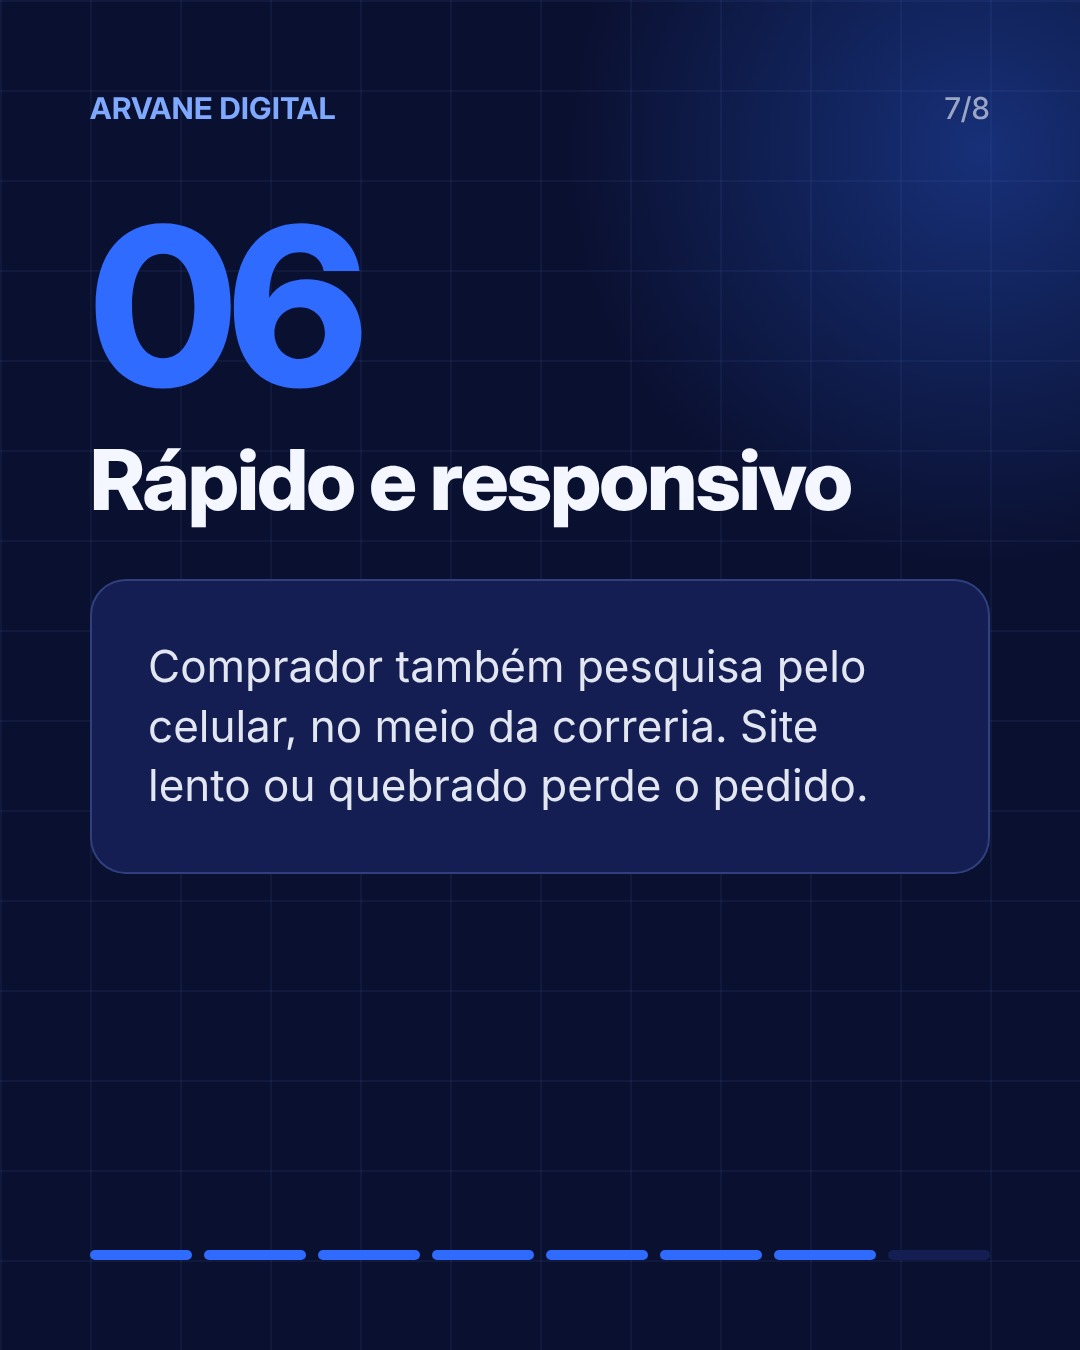 ARVANE DIGITAL
7/8
06
Rápido e responsivo
Comprador também pesquisa pelo
celular, no meio da correria. Site
lento ou quebrado perde o pedido.